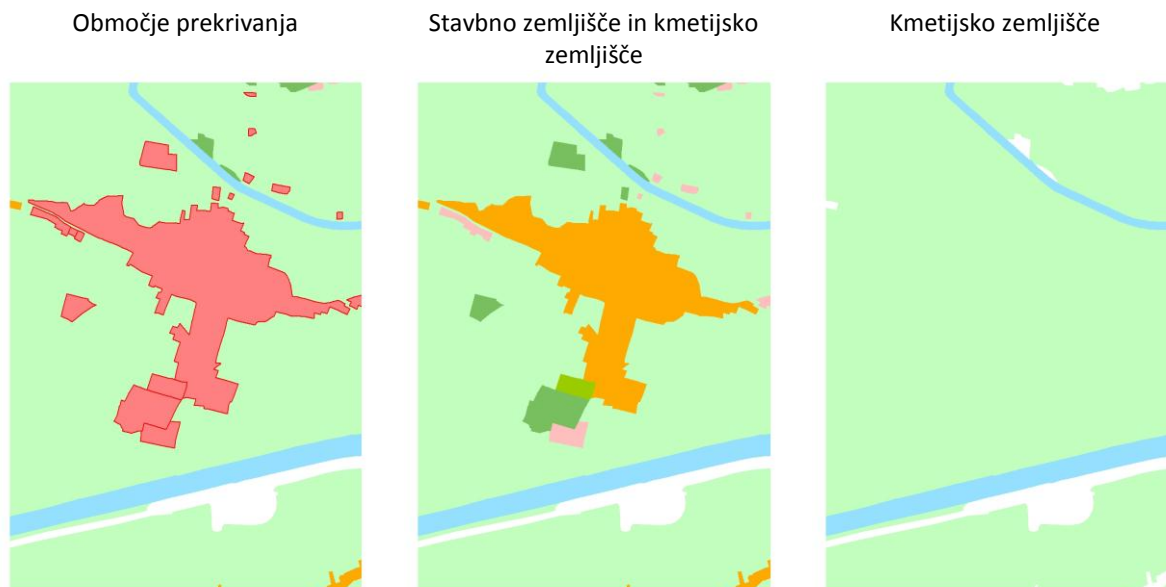 Območje prekrivanja
Stavbno zemljišče in kmetijsko
zemljišče
Kmetijsko zemljišče